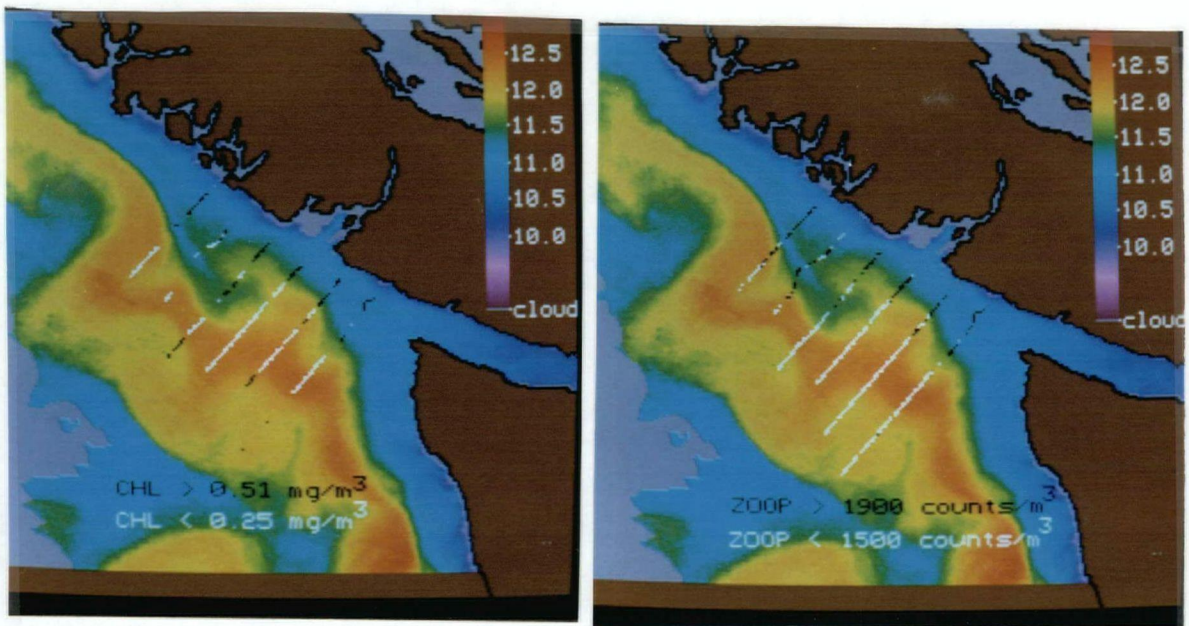 12.5
12.0
11.5
11.0
10.5
10.0
cloud
CHL > 0.51 mg/m³
CHL < 0.25 mg/m³
12.5
12.0
11.5
11.0
10.5
10.0
cloud
ZOOP > 1900 counts/m³
ZOOP < 1500 counts/m³